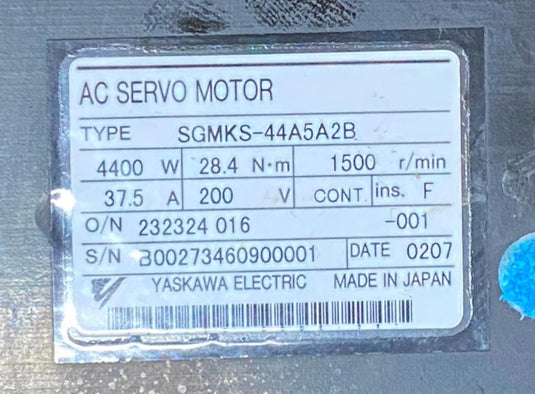 AC SERVO MOTOR
TYPE SGMKS-44A5A2B
4400 W 28.4 N·m 1500 r/min
37.5 A 200 V CONT. ins. F
O/N 232324 016 -001
S/N B00273460900001 DATE 0207
YASKAWA ELECTRIC MADE IN JAPAN